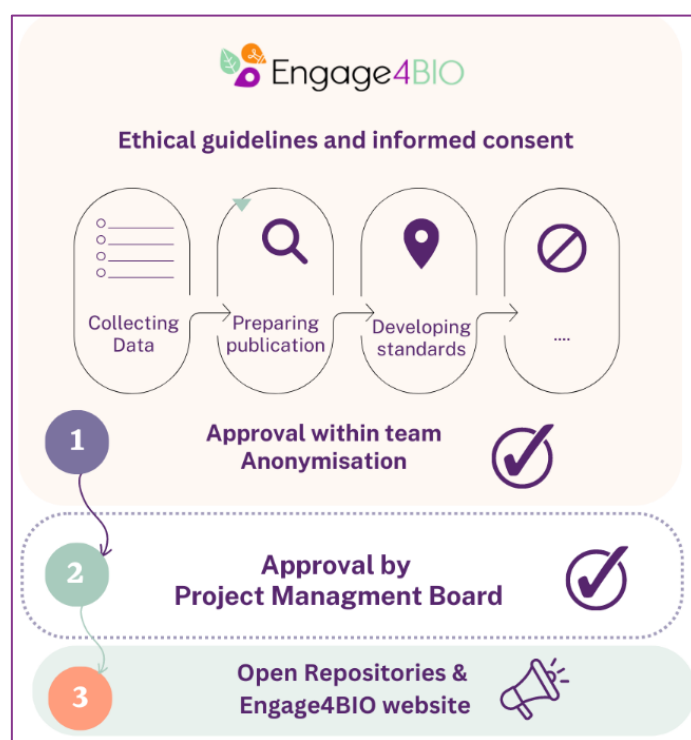 Engage4BIO
Ethical guidelines and informed consent
Collecting
Data
Preparing
publication
Developing
standards
....
1
Approval within team
Anonymisation
2
Approval by
Project Managment Board
3
Open Repositories &
Engage4BIO website